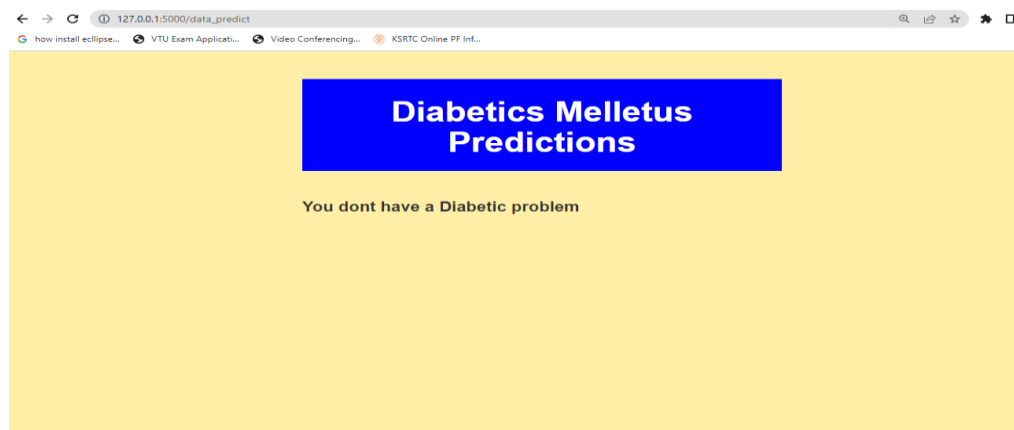 127.0.0.1:5000/data_predict
how install ecllipse... VTU Exam Applicati... Video Conferencing... KSRTC Online PF Inf...
Diabetics Melletus
Predictions
You dont have a Diabetic problem